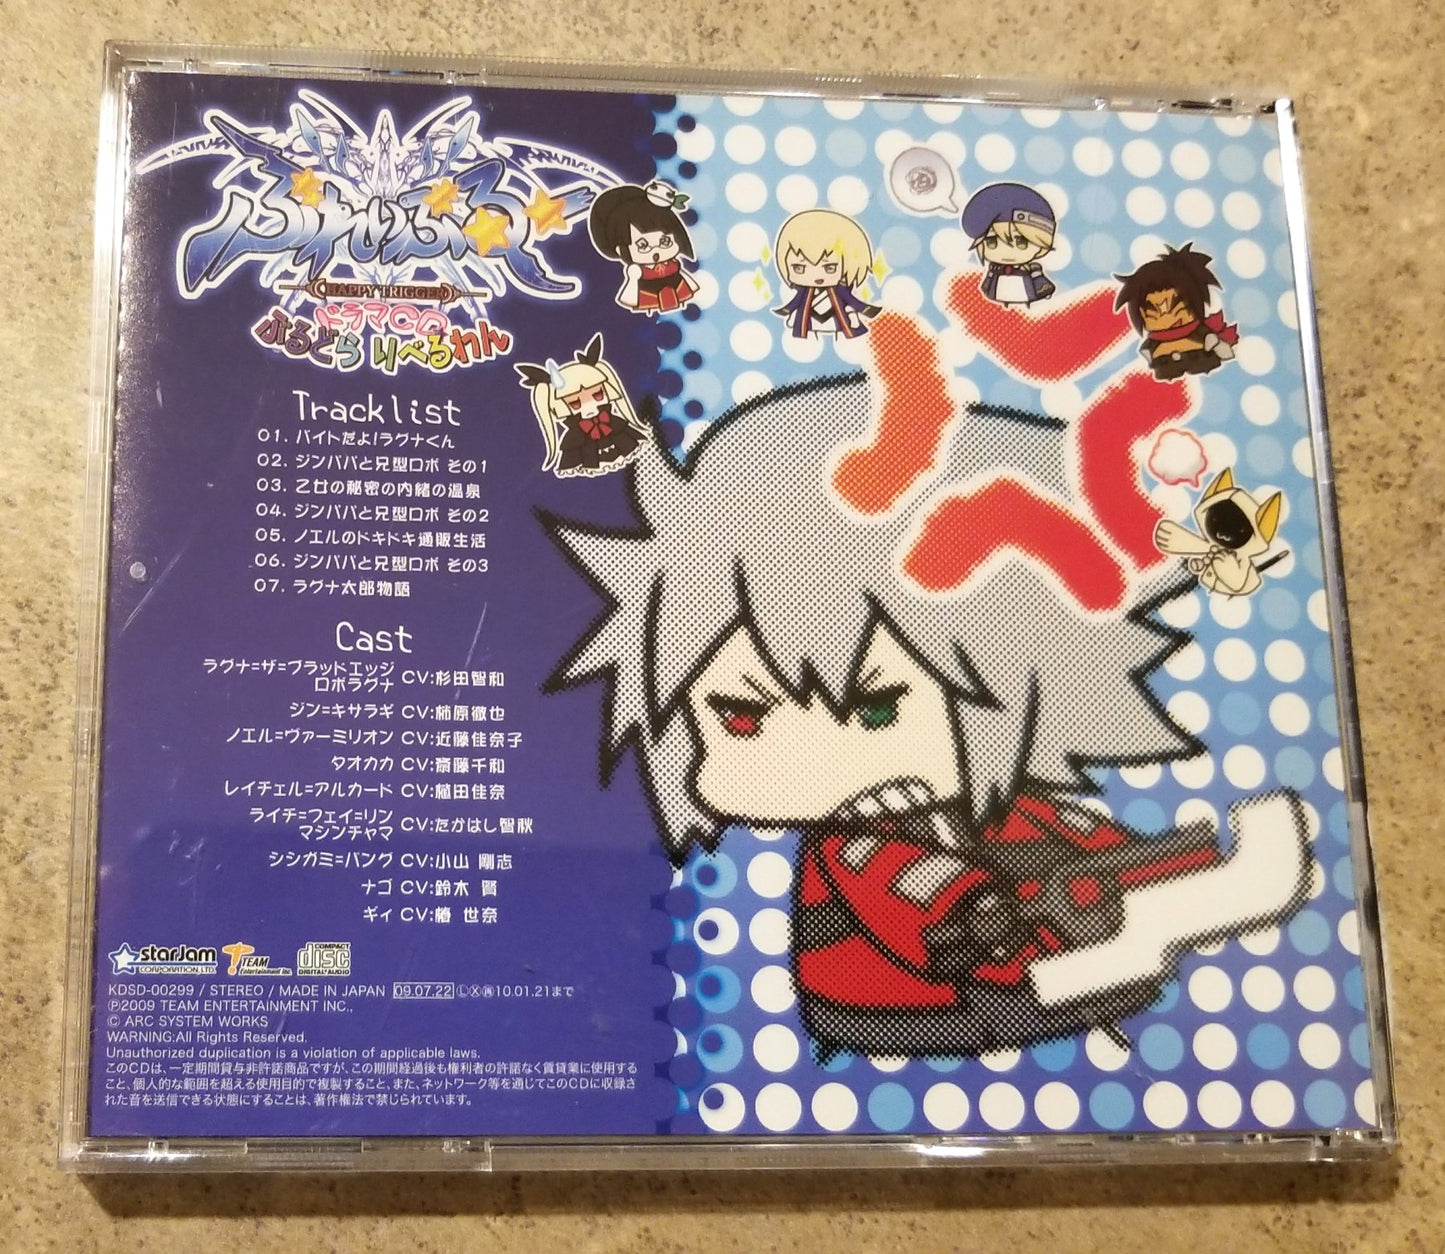 ぶれいぶるー
HAPPY TRIGGER
ドラマCD
ぶるどら りべるわん
Tracklist
01. バイトだよ!ラグナくん
02. ジンパパと兄型ロボ その1
03. 乙女の秘密の内緒の温泉
04. ジンパパと兄型ロボ その2
05. ノエルのドキドキ通販生活
06. ジンパパと兄型ロボ その3
07. ラグナ太郎物語
Cast
ラグナ=ザ=ブラッドエッジ
ロボラグナ CV:杉田智和
ジン=キサラギ CV:柿原徹也
ノエル=ヴァーミリオン CV:近藤佳奈子
タオカカ CV:斎藤千和
レイチェル=アルカード CV:植田佳奈
ライチ=フェイ=リン
マシンチャマ CV:たかはし智秋
シシガミ=バング CV:小山 剛志
ナゴ CV:鈴木 賢
ギィ CV:椿 世奈
starJam
CORPORATION, LTD.
TEAM
Entertainment Inc.
COMPACT
disc
DIGITAL AUDIO
KDSD-00299 / STEREO / MADE IN JAPAN 09.07.22 Ⓛ Ⓧ ㊢10.01.21まで
Ⓟ2009 TEAM ENTERTAINMENT INC.,
© ARC SYSTEM WORKS
WARNING:All Rights Reserved.
Unauthorized duplication is a violation of applicable laws.
このCDは、一定期間貸与非許諾商品ですが、この期間経過後も権利者の許諾なく賃貸業に使用する
こと、個人的な範囲を超える使用目的で複製すること、また、ネットワーク等を通じてこのCDに収録さ
れた音を送信できる状態にすることは、著作権法で禁じられています。